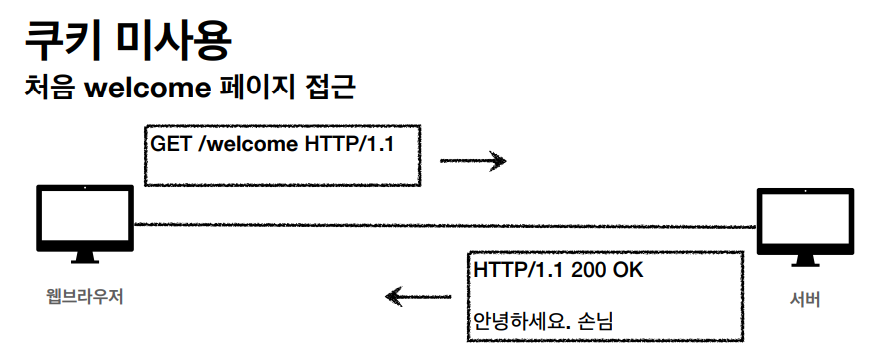 쿠키 미사용
처음 welcome 페이지 접근
GET /welcome HTTP/1.1
HTTP/1.1 200 OK
안녕하세요. 손님
웹브라우저
서버